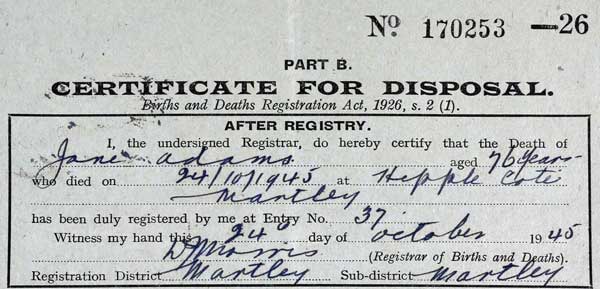 No 170253 —26
PART B.
CERTIFICATE FOR DISPOSAL.
Births and Deaths Registration Act, 1926, s. 2 (1).
AFTER REGISTRY.
I, the undersigned Registrar, do hereby certify that the Death of
Jane Adams aged 76 years
who died on 24/10/1945 at Hipple Cote
Martley
has been duly registered by me at Entry No. 37
Witness my hand this 24 day of October 1945
D Morris (Registrar of Births and Deaths).
Registration District Martley Sub-district Martley